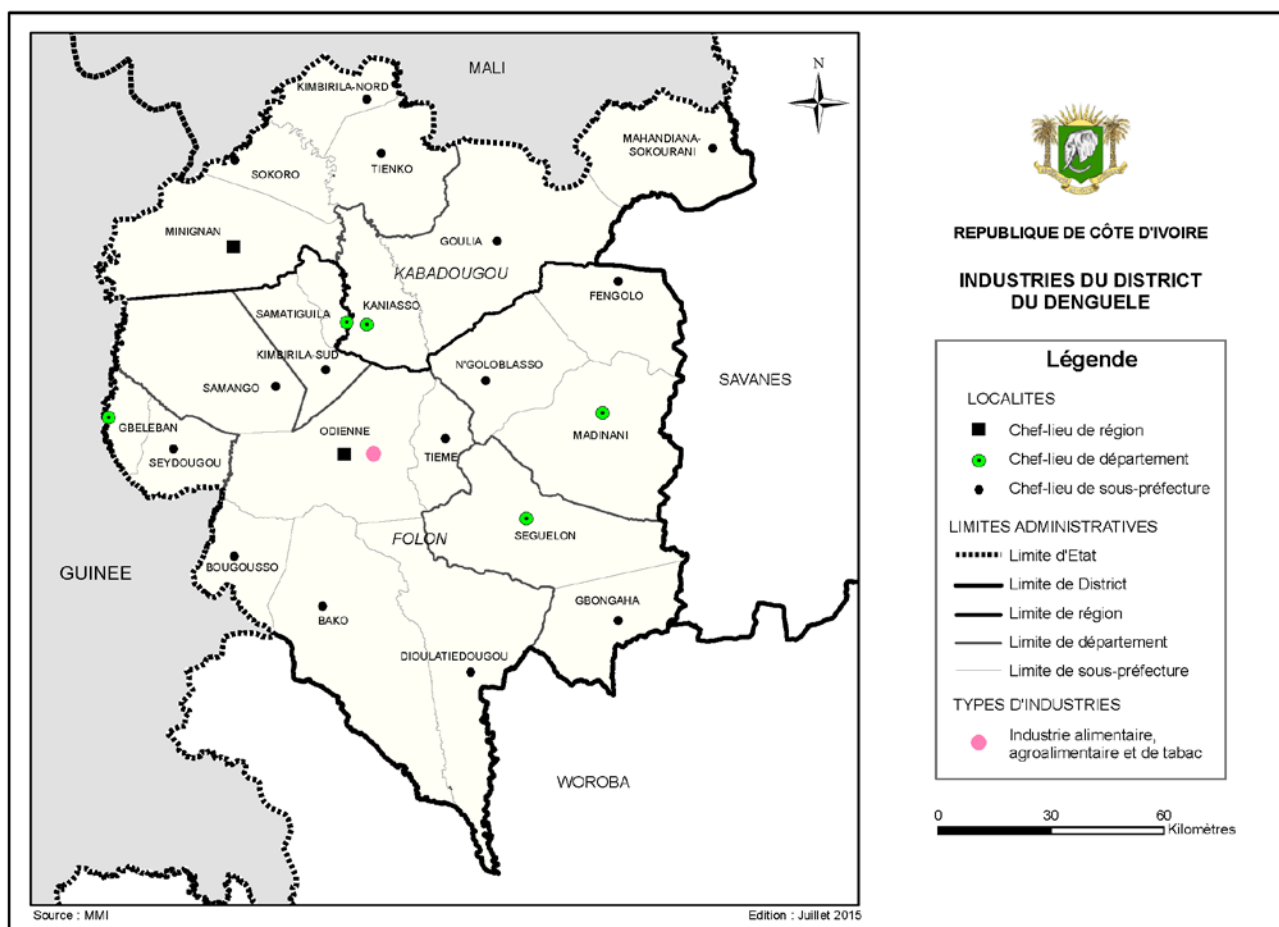 MALI
N
KIMBIRILA-NORD
MAHANDIANA-
SOKOURANI
TIENKO
SOKORO
MINIGNAN
GOULIA
KABADOUGOU
FENGOLO
SAMATIGUILA
KANIASSO
KIMBIRILA-SUD
N'GOLOBLASSO
SAVANES
SAMANGO
GBELEBAN
ODIENNE
MADINANI
SEYDOUGOU
TIEME
SEGUELON
FOLON
GUINEE
BOUGOUSSO
GBONGAHA
BAKO
DIOULATIEDOUGOU
WOROBA
Source : MMI
Edition : Juillet 2015
REPUBLIQUE DE CÔTE D'IVOIRE
INDUSTRIES DU DISTRICT
DU DENGUELE
Légende
LOCALITES
Chef-lieu de région
Chef-lieu de département
Chef-lieu de sous-préfecture
LIMITES ADMINISTRATIVES
Limite d'Etat
Limite de District
Limite de région
Limite de département
Limite de sous-préfecture
TYPES D'INDUSTRIES
Industrie alimentaire,
agroalimentaire et de tabac
0 30 60
Kilomètres